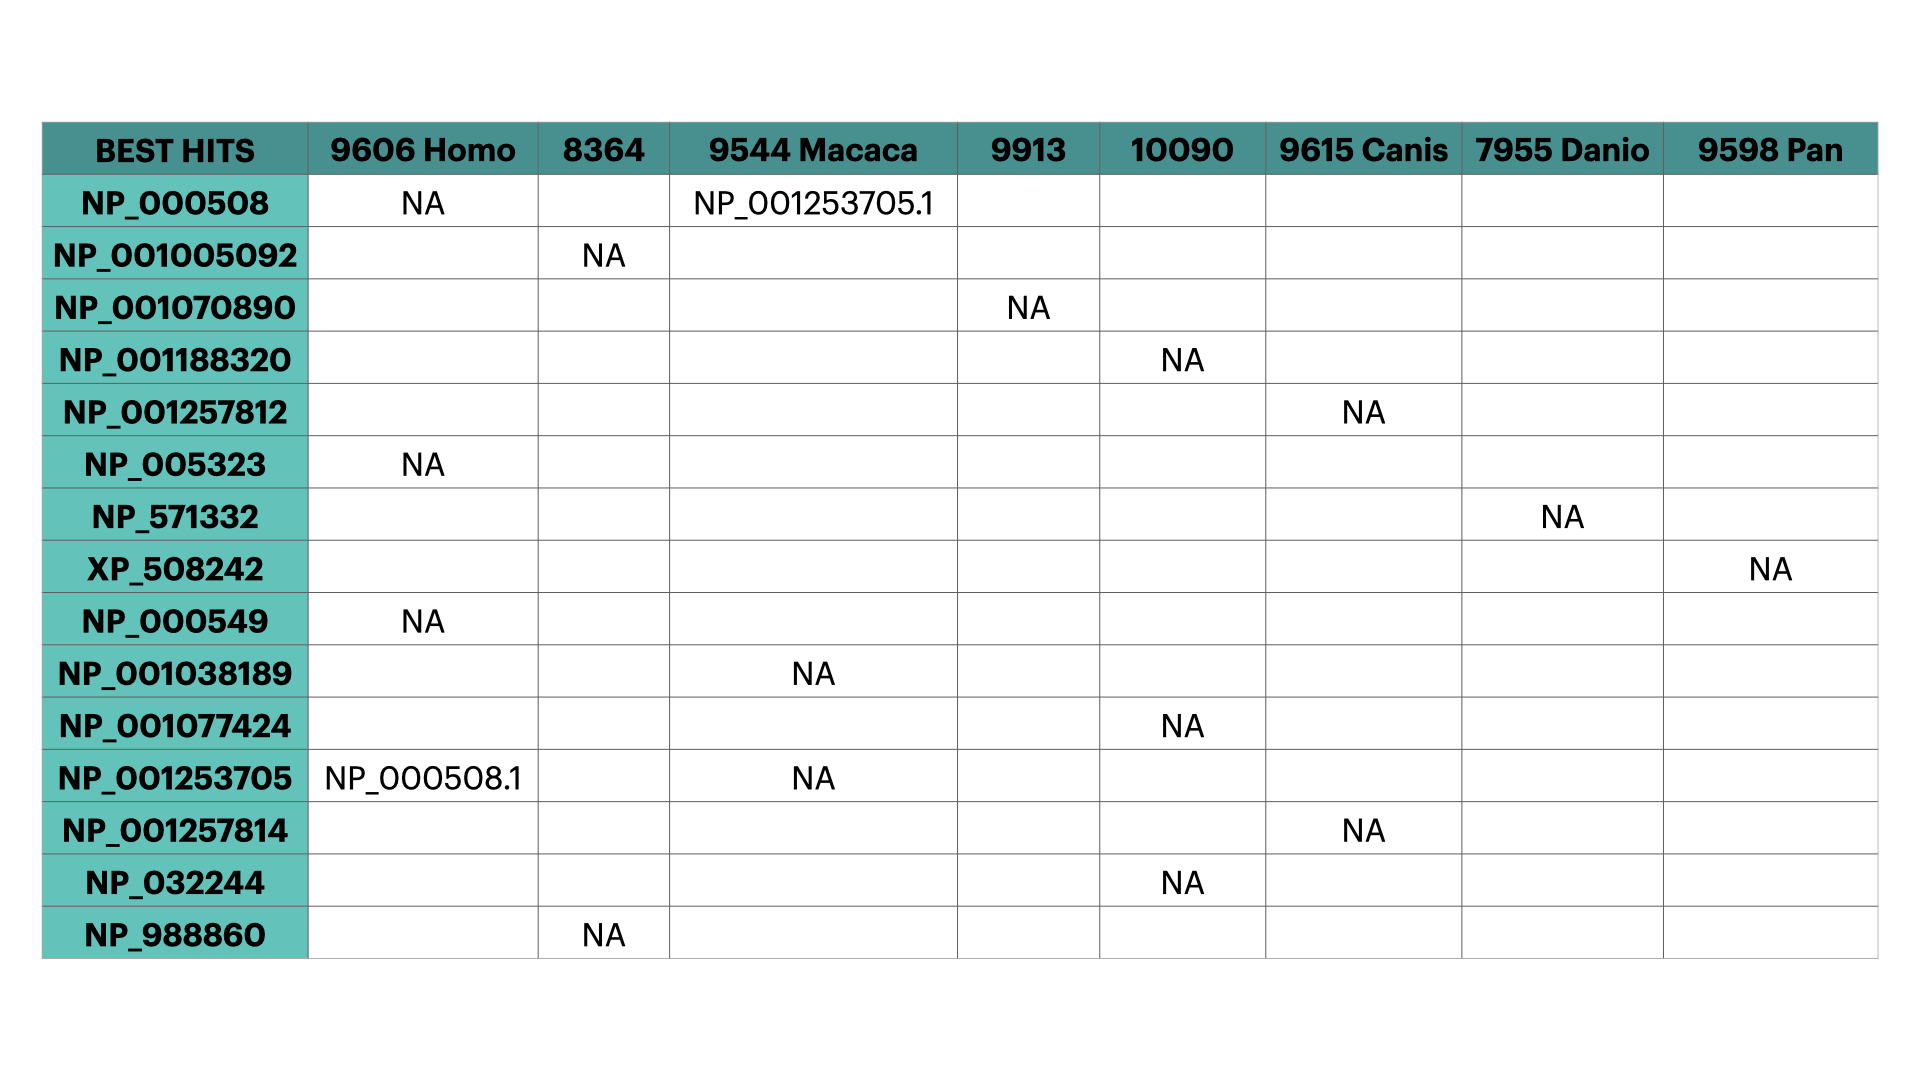 BEST HITS 9606 Homo 8364 9544 Macaca 9913 10090 9615 Canis 7955 Danio 9598 Pan
NP_000508 NA NP_001253705.1
NP_001005092 NA
NP_001070890 NA
NP_001188320 NA
NP_001257812 NA
NP_005323 NA
NP_571332 NA
XP_508242 NA
NP_000549 NA
NP_001038189 NA
NP_001077424 NA
NP_001253705 NP_000508.1 NA
NP_001257814 NA
NP_032244 NA
NP_988860 NA